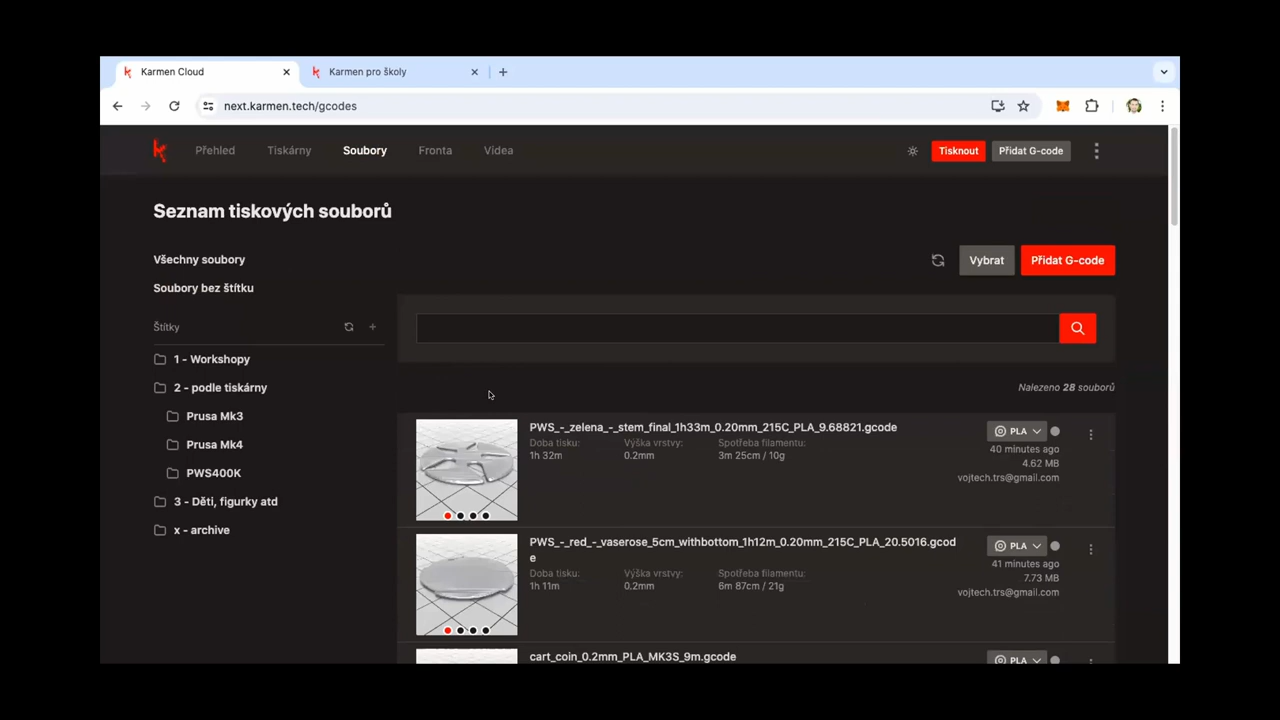 Karmen Cloud
Karmen pro školy
next.karmen.tech/gcodes
Přehled
Tiskárny
Soubory
Fronta
Videa
Tisknout
Přidat G-code
Seznam tiskových souborů
Všechny soubory
Soubory bez štítku
Vybrat
Přidat G-code
Štítky
1 - Workshopy
2 - podle tiskárny
Prusa Mk3
Prusa Mk4
PWS400K
3 - Děti, figurky atd
x - archive
Nalezeno 28 souborů
PWS_-_zelena_-_stem_final_1h33m_0.20mm_215C_PLA_9.68821.gcode
Doba tisku:
1h 32m
Výška vrstvy:
0.2mm
Spotřeba filamentu:
3m 25cm / 10g
PLA
40 minutes ago
4.62 MB
vojtech.trs@gmail.com
PWS_-_red_-_vaserose_5cm_withbottom_1h12m_0.20mm_215C_PLA_20.5016.gcod
e
Doba tisku:
1h 11m
Výška vrstvy:
0.2mm
Spotřeba filamentu:
6m 87cm / 21g
PLA
41 minutes ago
7.73 MB
vojtech.trs@gmail.com
cart_coin_0.2mm_PLA_MK3S_9m.gcode
PLA